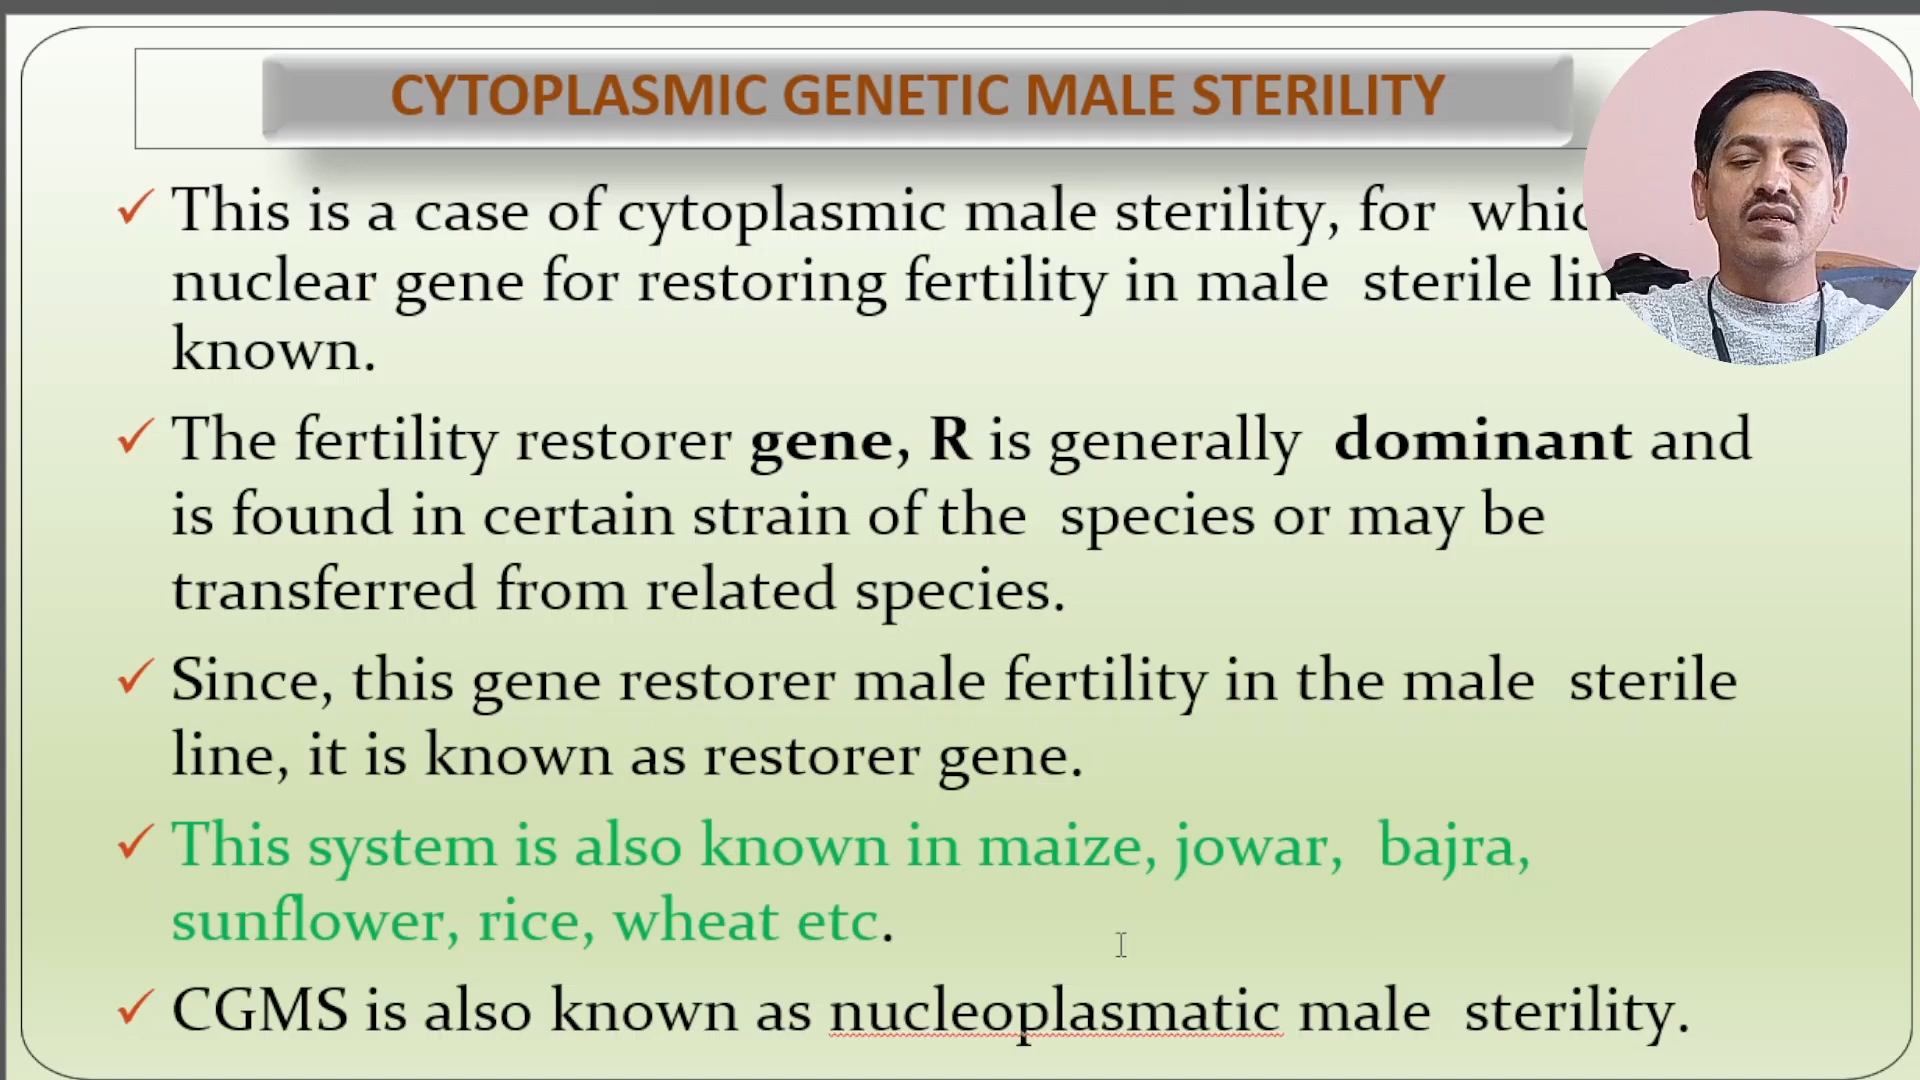 CYTOPLASMIC GENETIC MALE STERILITY
✓ This is a case of cytoplasmic male sterility, for
nuclear gene for restoring fertility in male sterile
known.
✓ The fertility restorer gene, R is generally dominant and
is found in certain strain of the species or may be
transferred from related species.
✓ Since, this gene restorer male fertility in the male sterile
line, it is known as restorer gene.
✓ This system is also known in maize, jowar, bajra,
sunflower, rice, wheat etc.
✓ CGMS is also known as nucleoplasmatic male sterility.